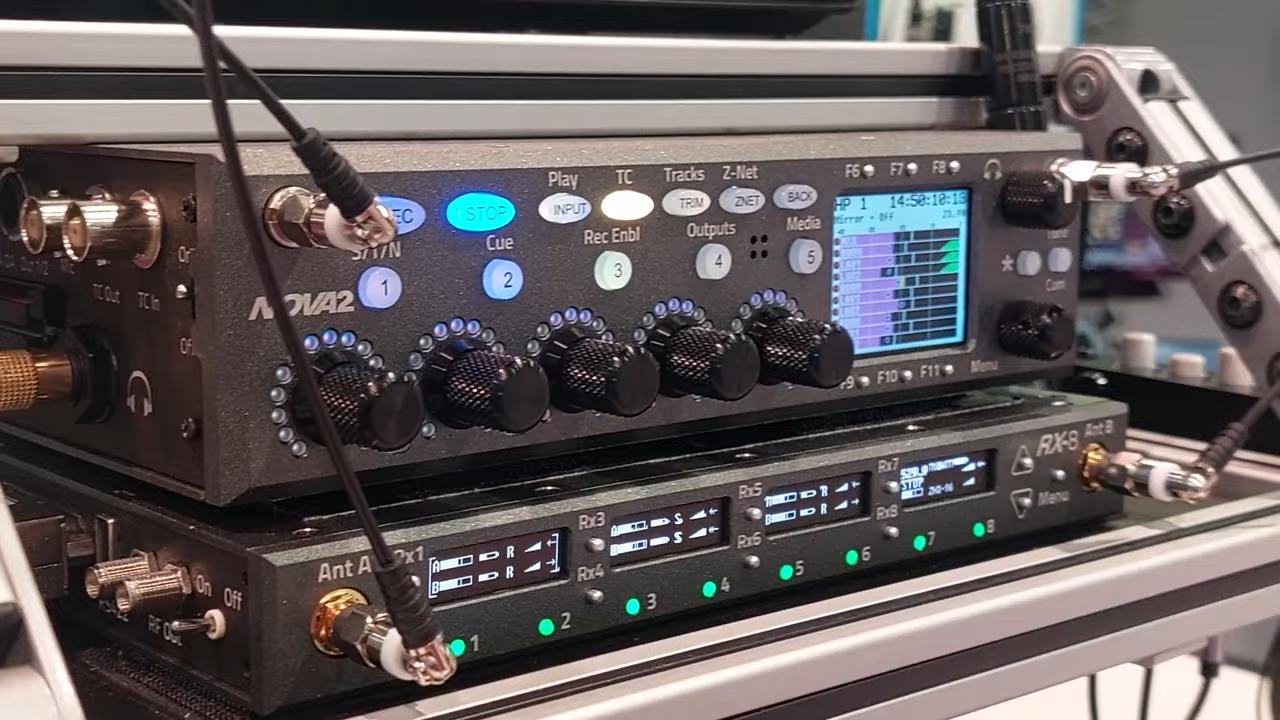 F6 F7 F8
Play TC Tracks Z-Net
STOP INPUT TRIM ZNET BACK
S/T/N Cue Rec Enbl Outputs Media
1 2 3 4 5
NOVA2
HP 1 14:50:10:18
Mirror - Off
*
Com
F10 F11 Menu
TC Out TC In
RX-8 Ant B
Rx7
STOP
ZMX-96
Rx8
Menu
Rx5
A R
B R
Rx6
Rx3
A S
B S
Rx4
Ant A Rx1
A R
B R
On Off
RF Out
1 2 3 4 5 6 7 8